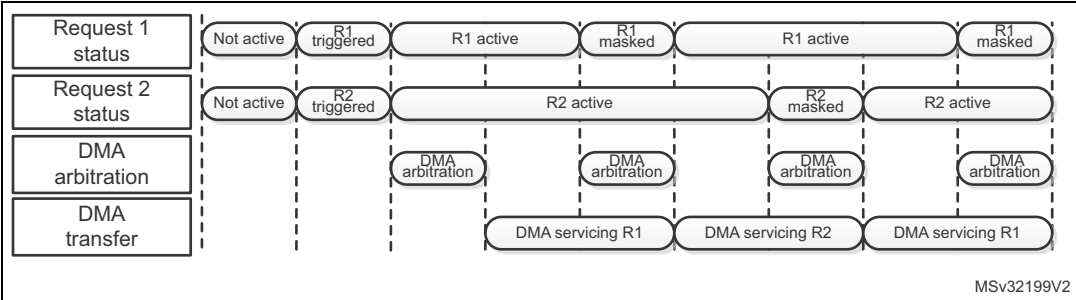 Request 1
status
Not active
R1
triggered
R1 active
R1
masked
R1 active
R1
masked
Request 2
status
Not active
R2
triggered
R2 active
R2
masked
R2 active
DMA
arbitration
DMA
arbitration
DMA
arbitration
DMA
arbitration
DMA
arbitration
DMA
transfer
DMA servicing R1
DMA servicing R2
DMA servicing R1
MSv32199V2